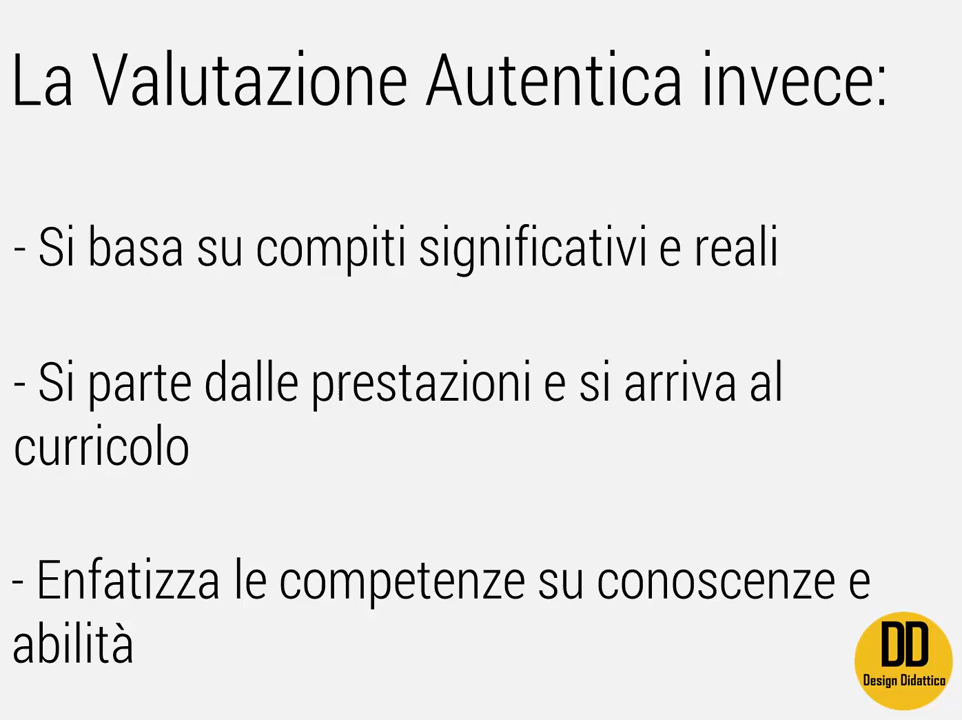 La Valutazione Autentica invece:
- Si basa su compiti significativi e reali
- Si parte dalle prestazioni e si arriva al
curricolo
- Enfatizza le competenze su conoscenze e
abilità
DD
Design Didattico